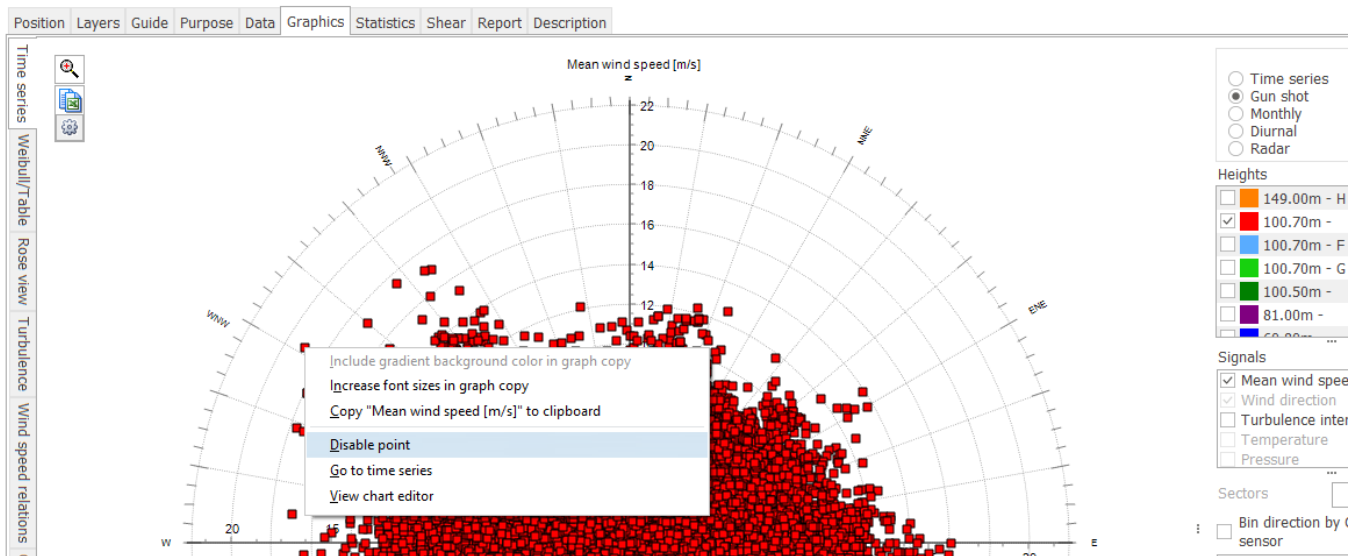 Position Layers Guide Purpose Data Graphics Statistics Shear Report Description
Time series
Weibull/Table
Rose view
Turbulence
Wind speed relations
Mean wind speed [m/s]
N
NNW
NNE
WNW
ENE
W
E
22
20
18
16
14
12
20
15
20
Include gradient background color in graph copy
Increase font sizes in graph copy
Copy "Mean wind speed [m/s]" to clipboard
Disable point
Go to time series
View chart editor
Time series
Gun shot
Monthly
Diurnal
Radar
Heights
149.00m - H
100.70m -
100.70m - F
100.70m - G
100.50m -
81.00m -
Signals
Mean wind spee
Wind direction
Turbulence inter
Temperature
Pressure
Sectors
Bin direction by
sensor